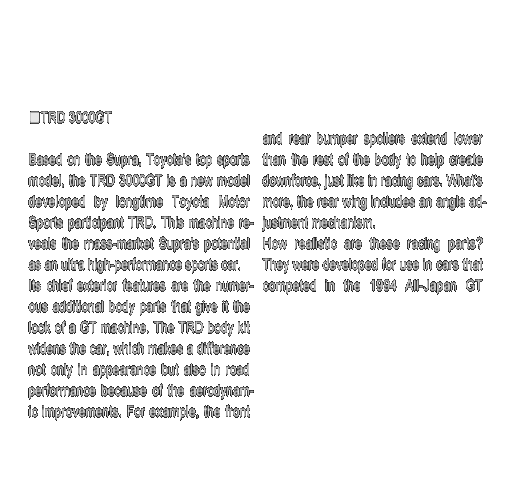 ■TRD 3000GT
Based on the Supra, Toyota's top sports
model, the TRD 3000GT is a new model
developed by longtime Toyota Motor
Sports participant TRD. This machine re-
veals the mass-market Supra's potential
as an ultra high-performance sports car.
Its chief exterior features are the numer-
ous additional body parts that give it the
look of a GT machine. The TRD body kit
widens the car, which makes a difference
not only in appearance but also in road
performance because of the aerodynam-
ic improvements. For example, the front
and rear bumper spoilers extend lower
than the rest of the body to help create
downforce, just like in racing cars. What's
more, the rear wing includes an angle ad-
justment mechanism.
How realistic are these racing parts?
They were developed for use in cars that
competed in the 1994 All-Japan GT